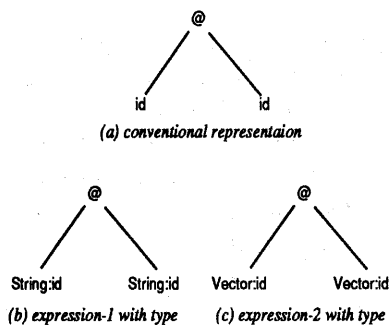 @
id id
(a) conventional representaion
@ @
String:id String:id Vector:id Vector:id
(b) expression-1 with type (c) expression-2 with type